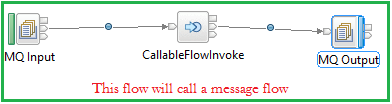 MQ Input
CallableFlowInvoke
MQ Output
This flow will call a message flow